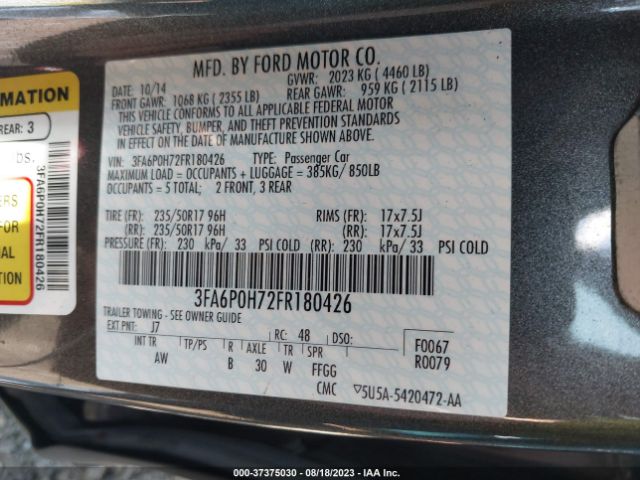 MFD. BY FORD MOTOR CO.
DATE: 10/14 GVWR: 2023 KG ( 4460 LB)
FRONT GAWR: 1068 KG ( 2355 LB) REAR GAWR: 959 KG ( 2115 LB)
THIS VEHICLE CONFORMS TO ALL APPLICABLE FEDERAL MOTOR
VEHICLE SAFETY, BUMPER, AND THEFT PREVENTION STANDARDS
IN EFFECT ON THE DATE OF MANUFACTURE SHOWN ABOVE.
VIN: 3FA6P0H72FR180426 TYPE: Passenger Car
MAXIMUM LOAD = OCCUPANTS + LUGGAGE = 385KG/ 850LB
OCCUPANTS = 5 TOTAL; 2 FRONT, 3 REAR
TIRE (FR): 235/50R17 96H RIMS (FR): 17x7.5J
(RR): 235/50R17 96H (RR): 17x7.5J
PRESSURE (FR): 230 kPa/ 33 PSI COLD (RR): 230 kPa/ 33 PSI COLD
3FA6P0H72FR180426
TRAILER TOWING - SEE OWNER GUIDE
EXT PNT: J7 RC: 48 DSO: F0067
INT TR TP/PS R AXLE TR SPR R0079
AW B 30 W FFGG
CMC 5U5A-5420472-AA
RMATION
REAR: 3
DS.
3FA6P0H72FR180426
ERS
FOR
NAL
TION
000-37375030 - 08/18/2023 - IAA Inc.